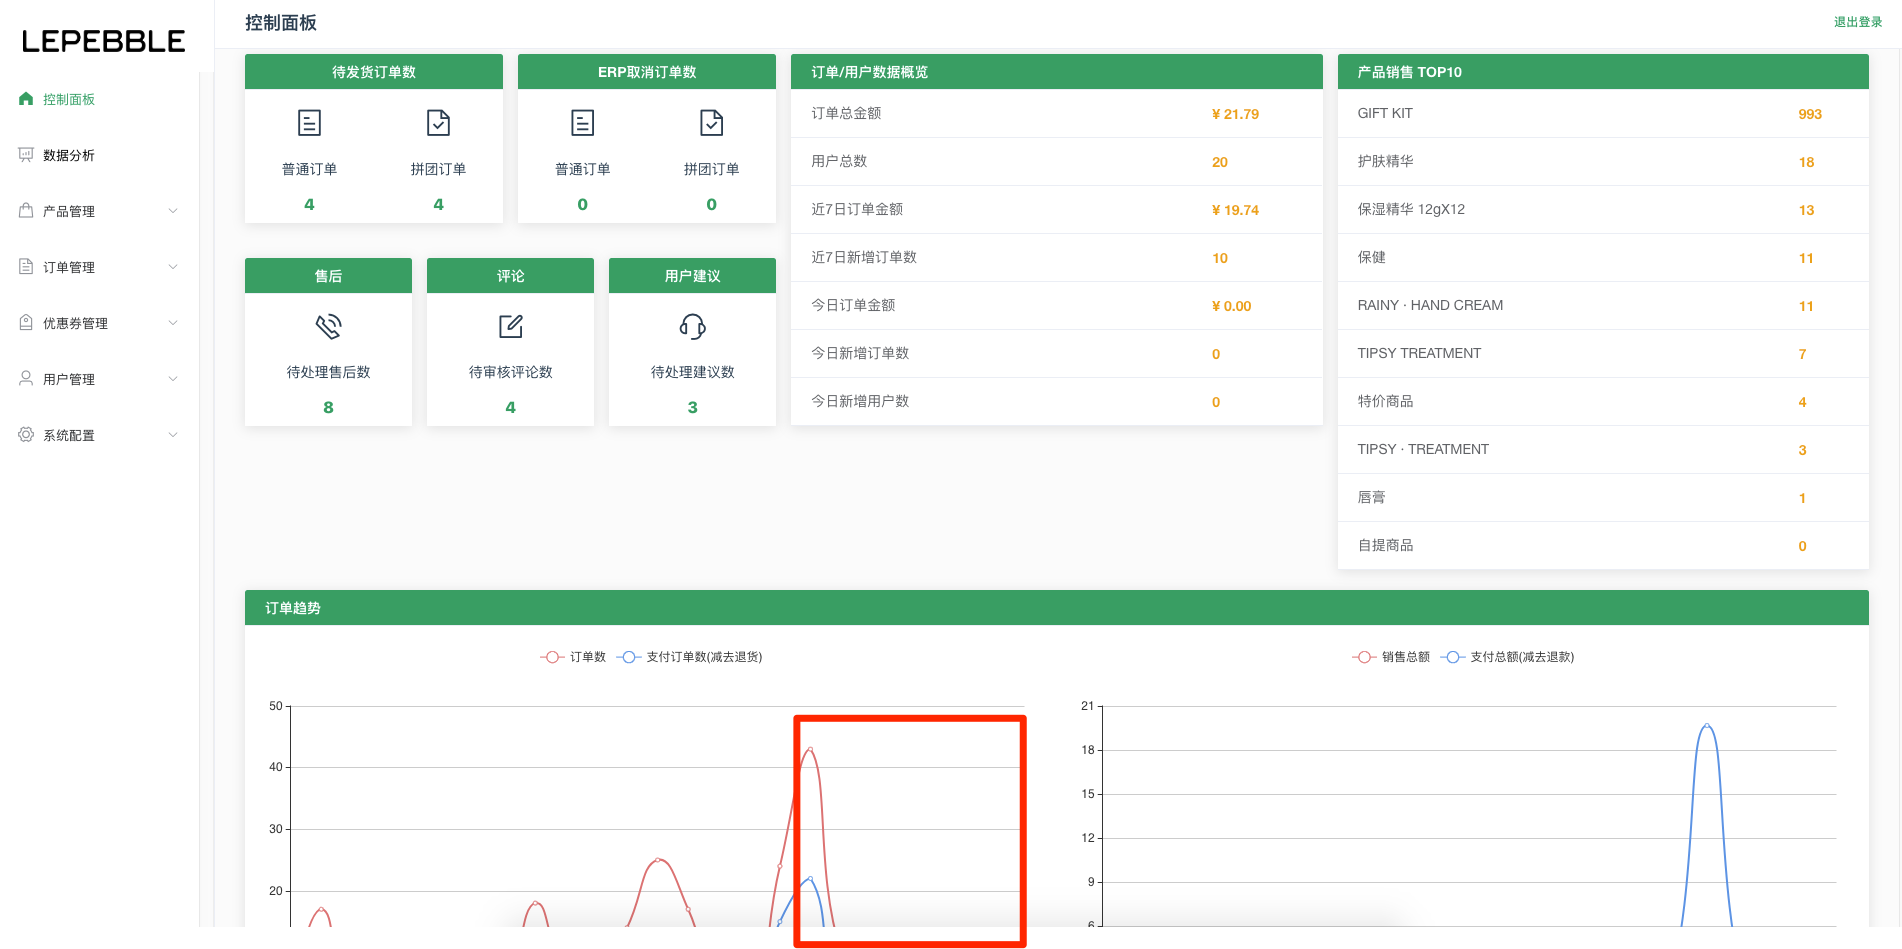 LEPEBBLE
控制面板
退出登录
控制面板
数据分析
产品管理
订单管理
优惠券管理
用户管理
系统配置
待发货订单数
普通订单
拼团订单
4
4
ERP取消订单数
普通订单
拼团订单
0
0
售后
待处理售后数
8
评论
待审核评论数
4
用户建议
待处理建议数
3
订单/用户数据概览
订单总金额 ¥ 21.79
用户总数 20
近7日订单金额 ¥ 19.74
近7日新增订单数 10
今日订单金额 ¥ 0.00
今日新增订单数 0
今日新增用户数 0
产品销售 TOP10
GIFT KIT 993
护肤精华 18
保湿精华 12gX12 13
保健 11
RAINY · HAND CREAM 11
TIPSY TREATMENT 7
特价商品 4
TIPSY · TREATMENT 3
唇膏 1
自提商品 0
订单趋势
订单数 支付订单数(减去退货)
50
40
30
20
销售总额 支付总额(减去退款)
21
18
15
12
9
6